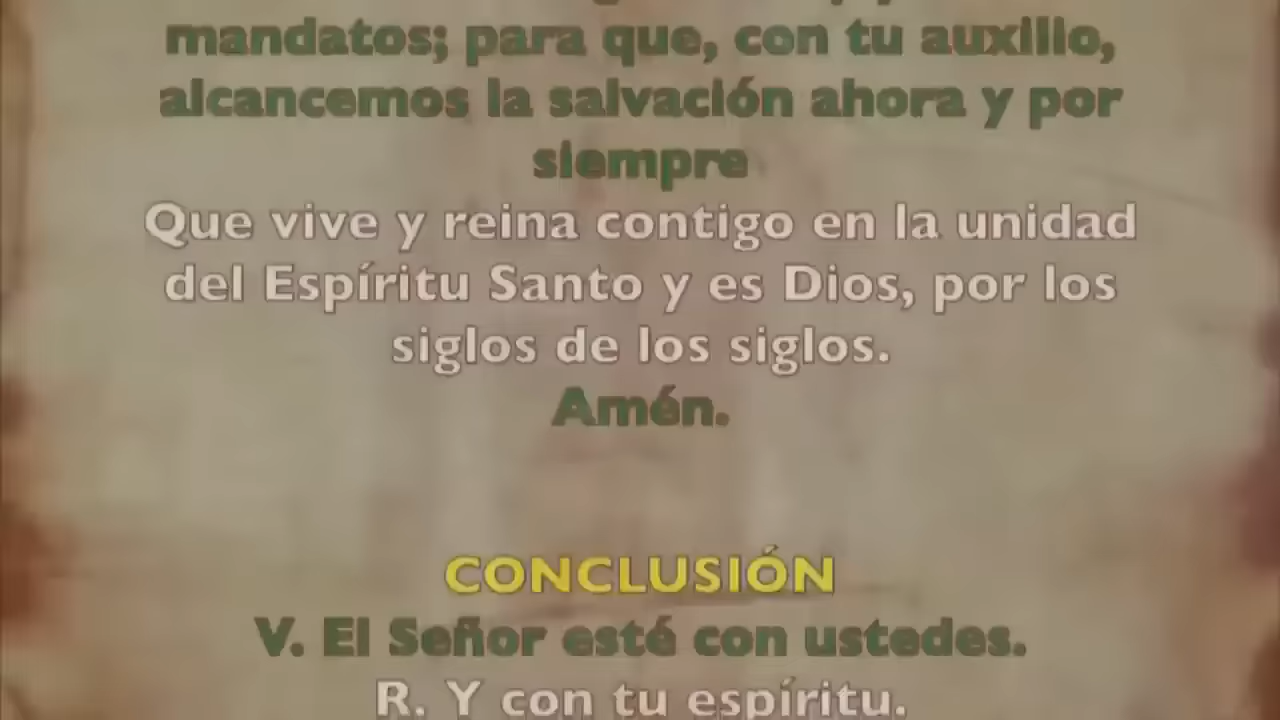 mandatos; para que, con tu auxilio,
alcancemos la salvación ahora y por
siempre
Que vive y reina contigo en la unidad
del Espíritu Santo y es Dios, por los
siglos de los siglos.
Amén.
CONCLUSIÓN
V. El Señor esté con ustedes.
R. Y con tu espíritu.